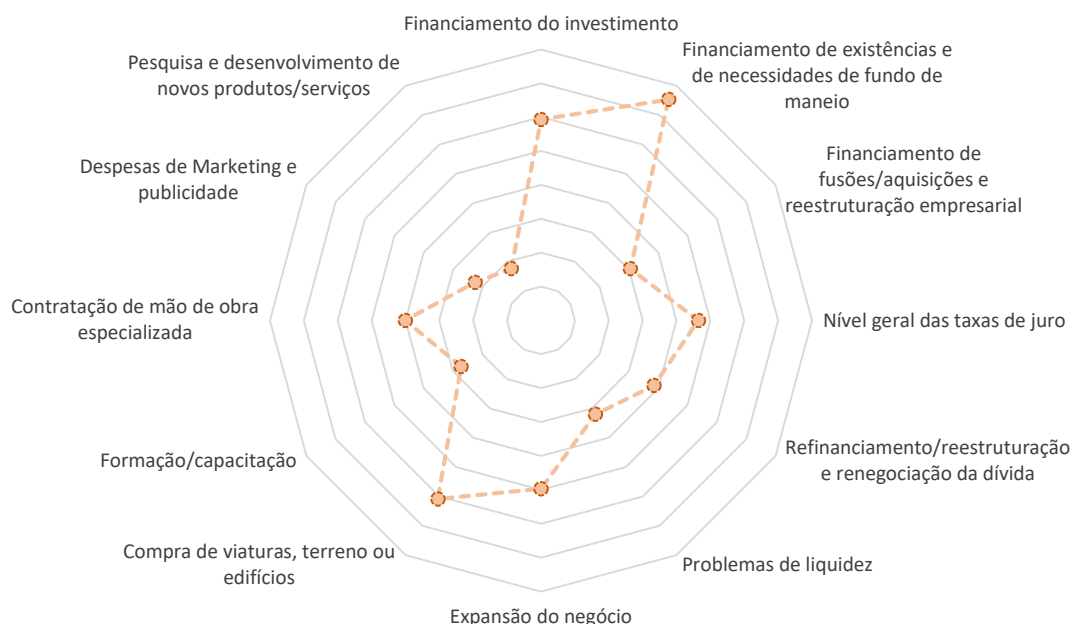 Financiamento do investimento
Financiamento de existências e
de necessidades de fundo de
maneio
Financiamento de
fusões/aquisições e
reestruturação empresarial
Nível geral das taxas de juro
Refinanciamento/reestruturação
e renegociação da dívida
Problemas de liquidez
Expansão do negócio
Compra de viaturas, terreno ou
edifícios
Formação/capacitação
Contratação de mão de obra
especializada
Despesas de Marketing e
publicidade
Pesquisa e desenvolvimento de
novos produtos/serviços